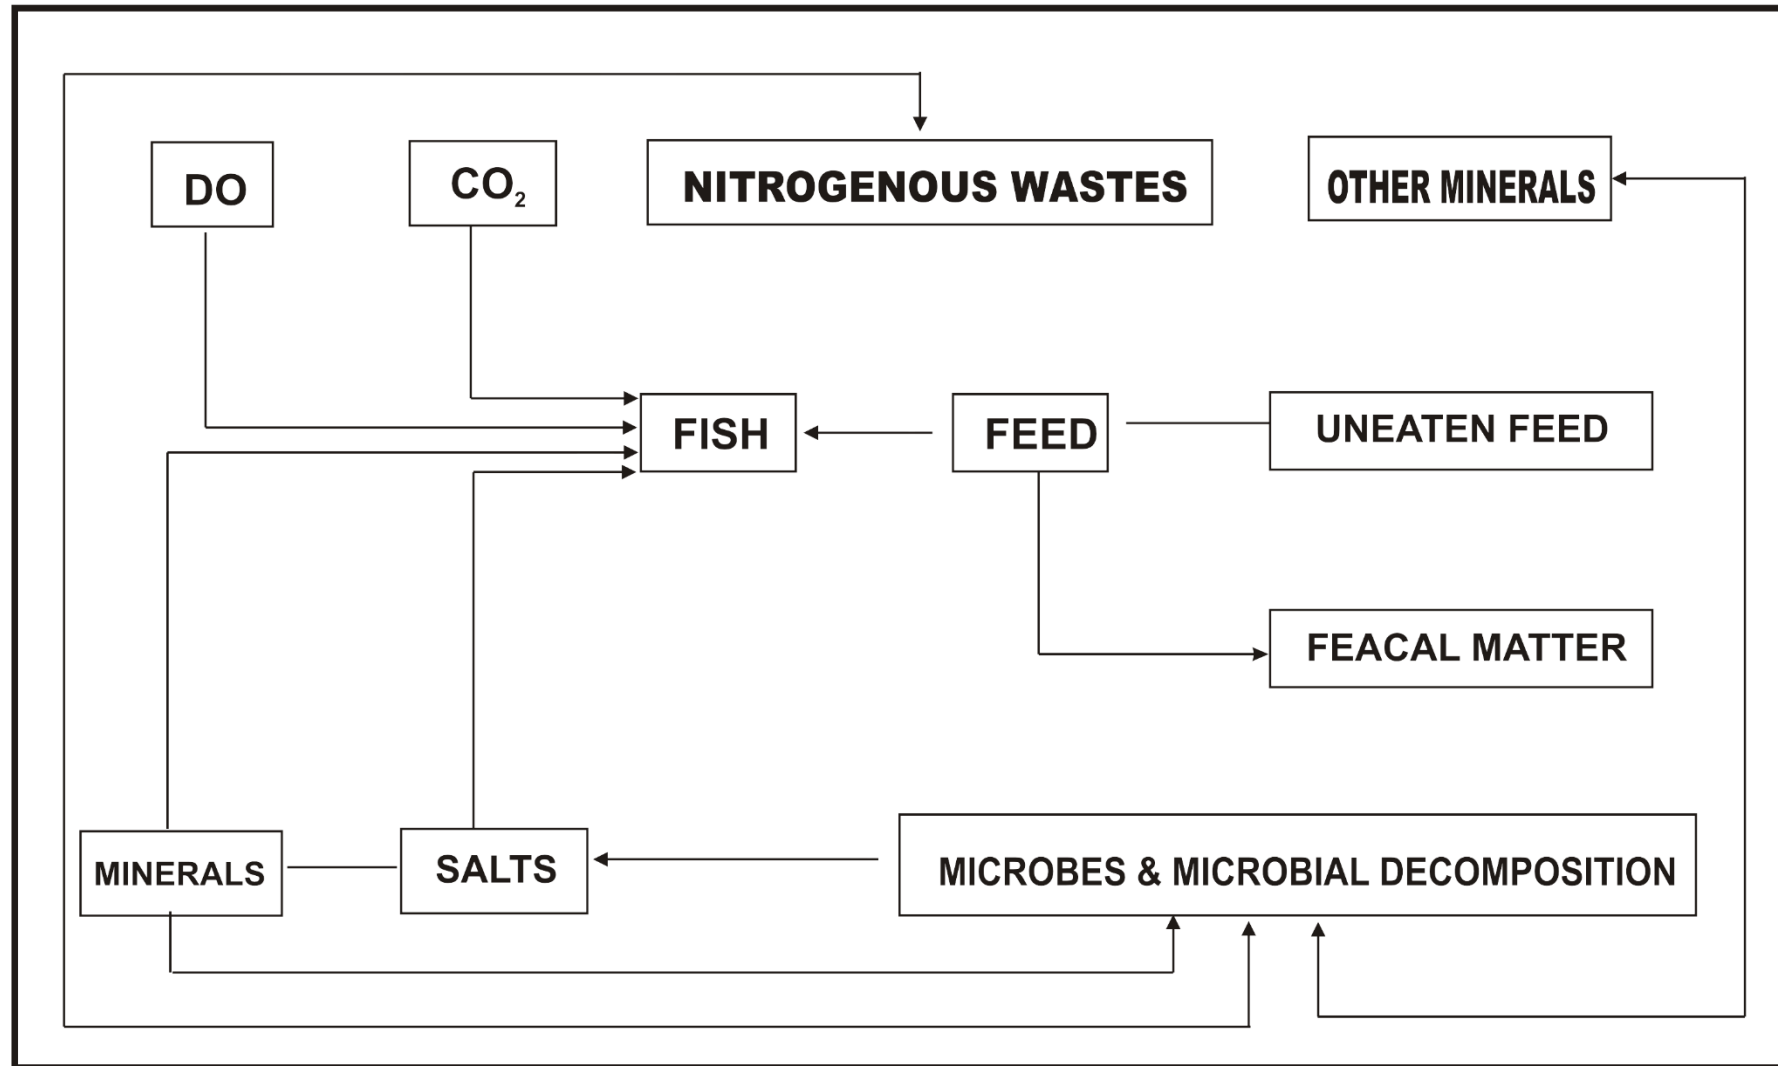 DO
CO₂
NITROGENOUS WASTES
OTHER MINERALS
FISH
FEED
UNEATEN FEED
FEACAL MATTER
MINERALS
SALTS
MICROBES & MICROBIAL DECOMPOSITION